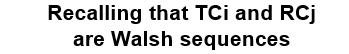 Recalling that TCi and RCj
are Walsh sequences